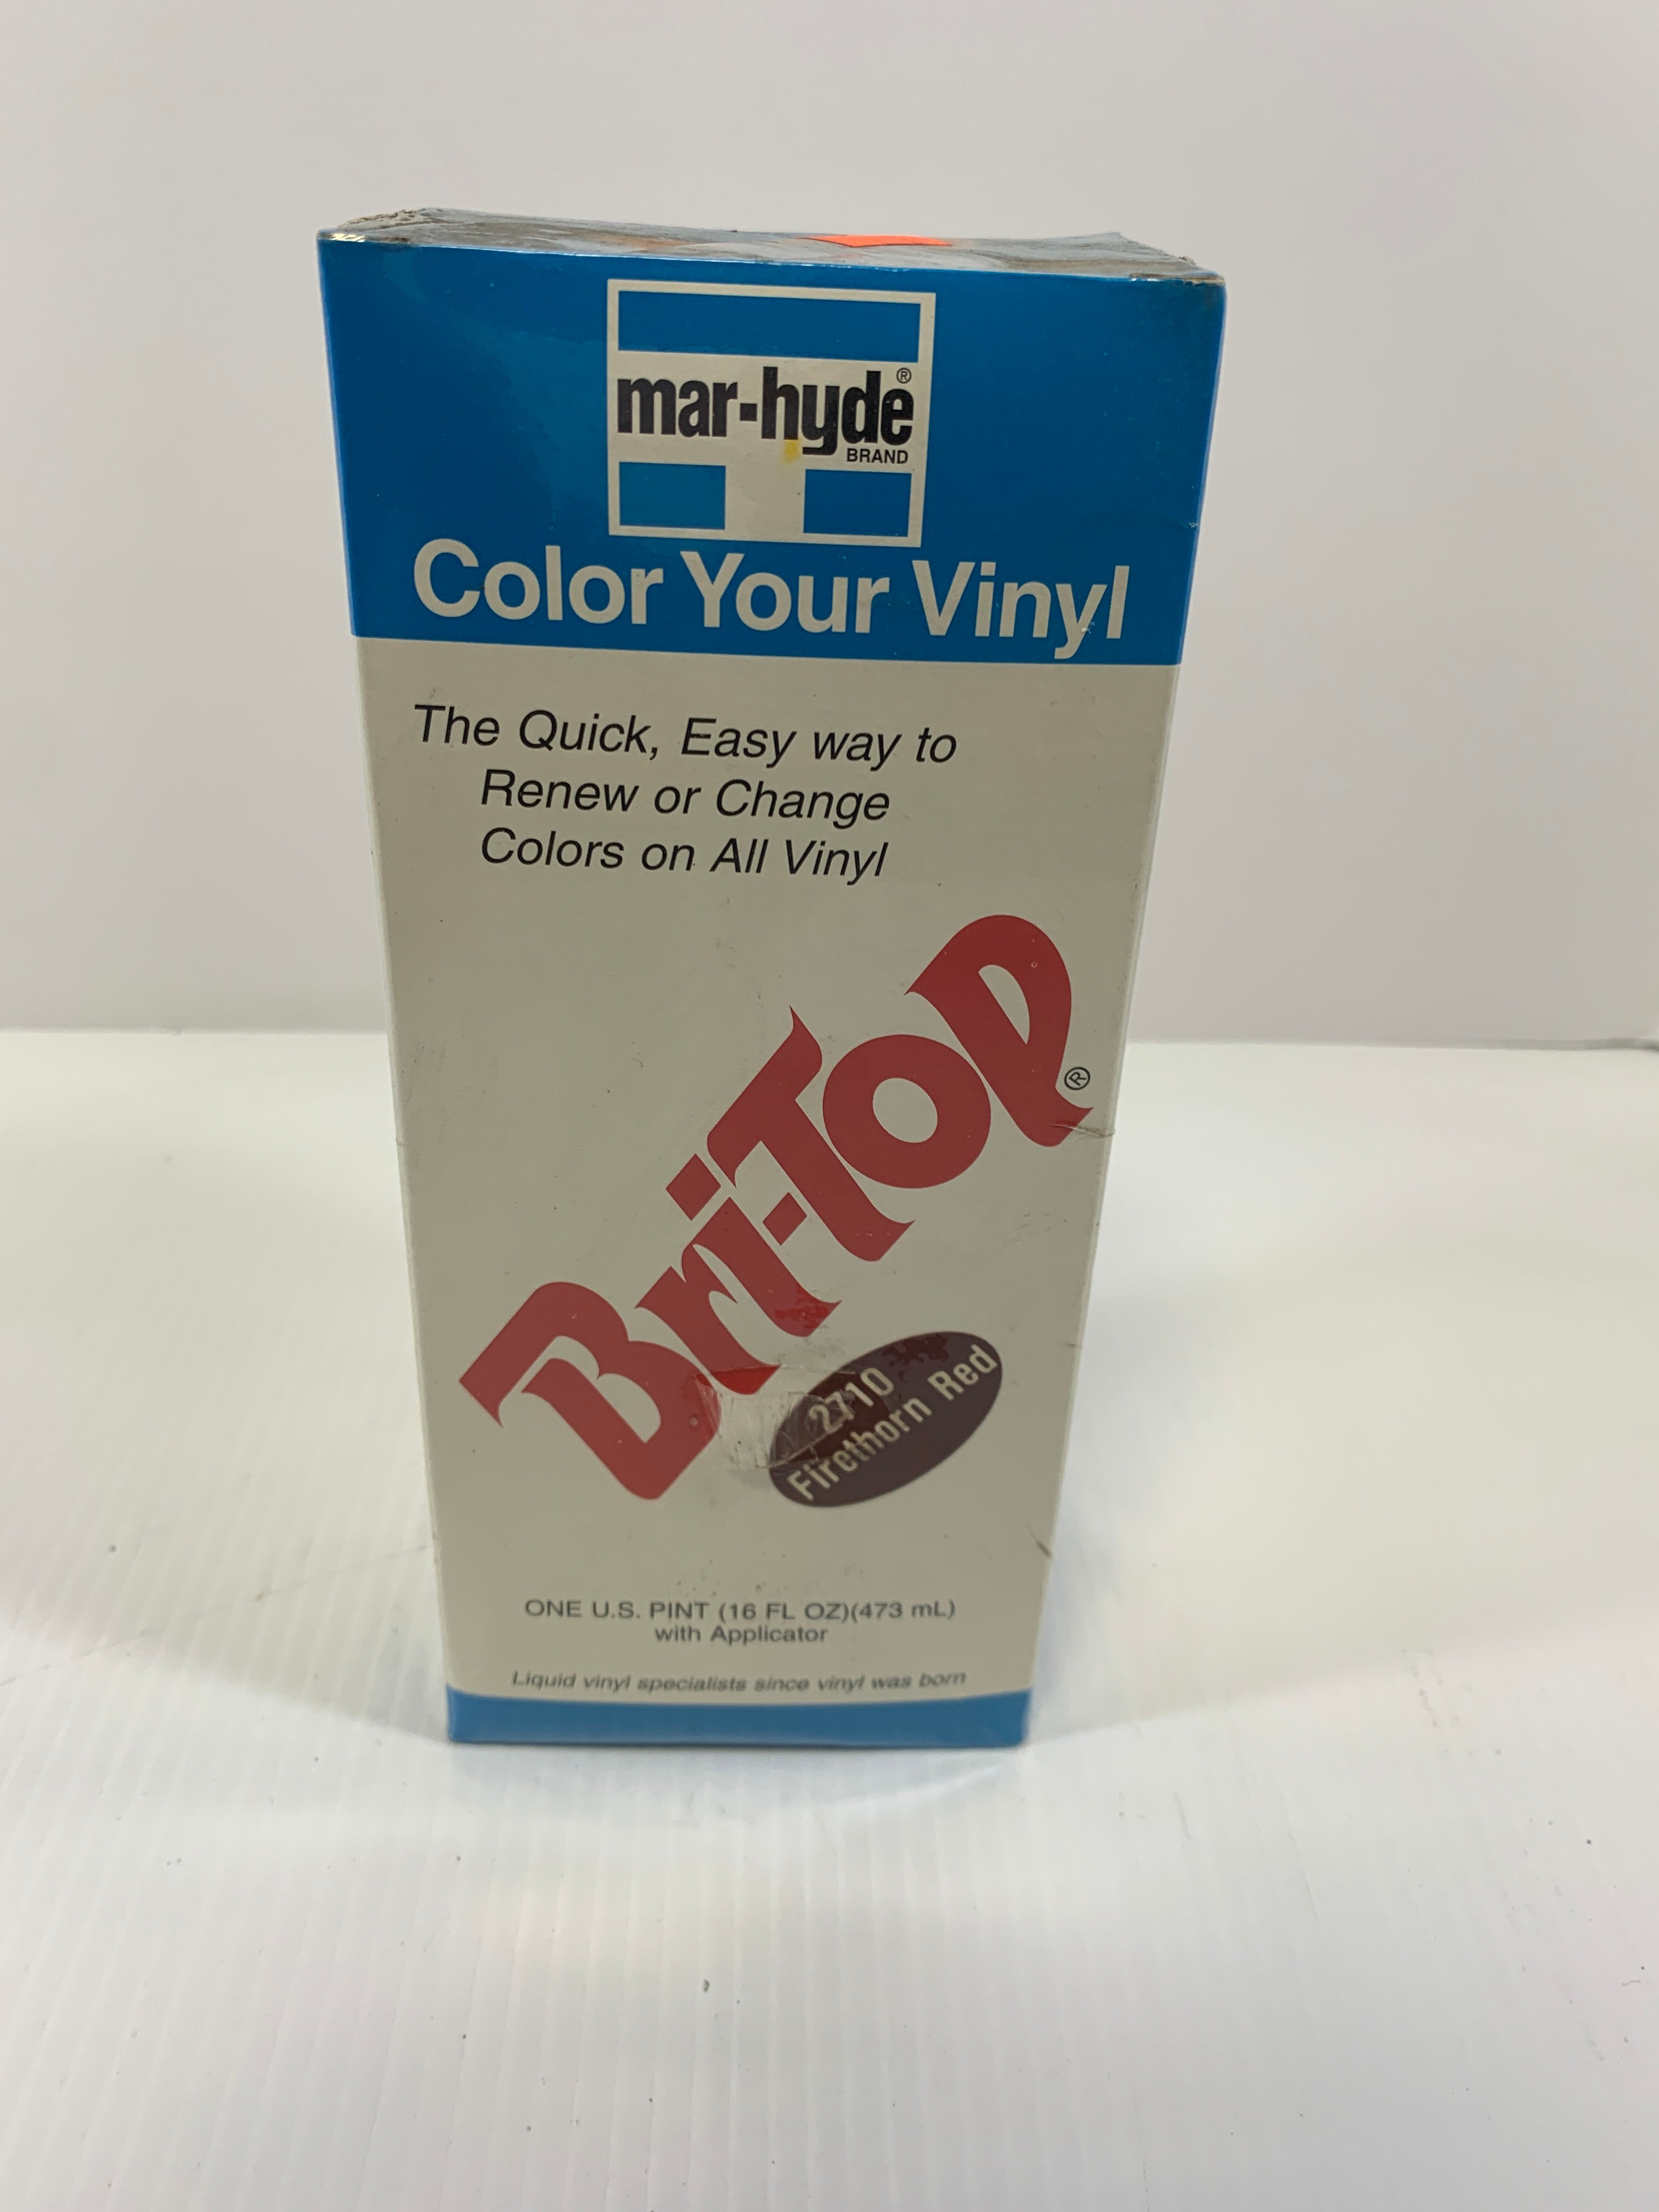 mar-hyde®
BRAND
Color Your Vinyl
The Quick, Easy way to
Renew or Change
Colors on All Vinyl
Bri-Top®
2710
Firethorn Red
ONE U.S. PINT (16 FL OZ)(473 mL)
with Applicator
Liquid vinyl specialists since vinyl was born